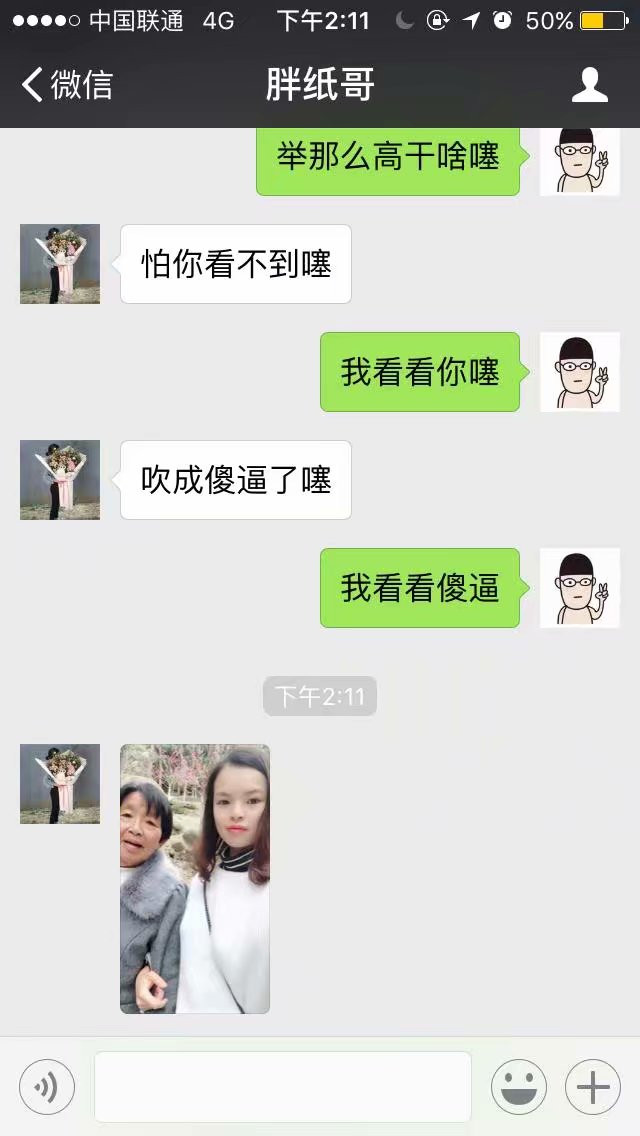 中国联通 4G 下午2:11 50%
微信 胖纸哥
举那么高干啥噻
怕你看不到噻
我看看你噻
吹成傻逼了噻
我看看傻逼
下午2:11